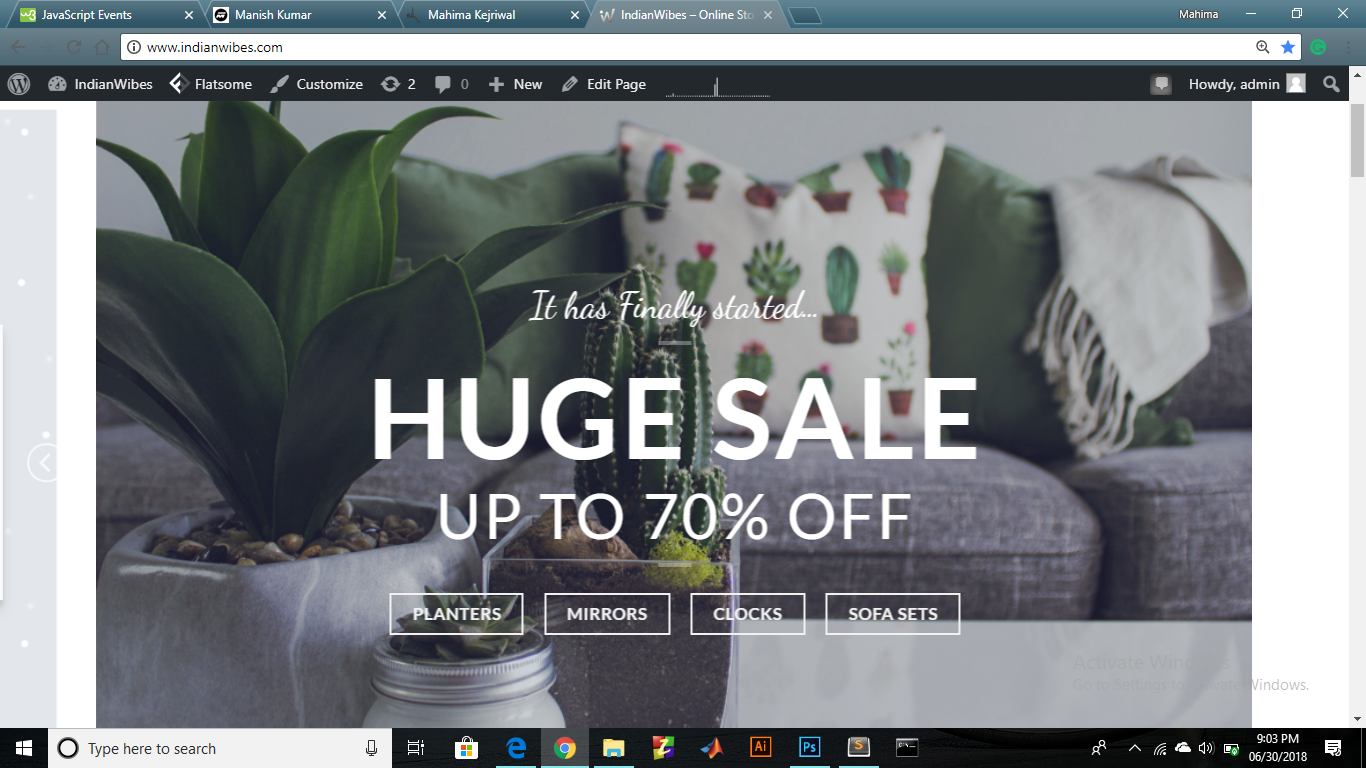 JavaScript Events
Manish Kumar
Mahima Kejriwal
IndianWibes – Online Sto
Mahima
www.indianwibes.com
IndianWibes
Flatsome
Customize
2
0
New
Edit Page
Howdy, admin
It has Finally started...
HUGE SALE
UP TO 70% OFF
PLANTERS
MIRRORS
CLOCKS
SOFA SETS
Activate Windows
Go to Settings to activate Windows.
Type here to search
Ai
Ps
9:03 PM
06/30/2018